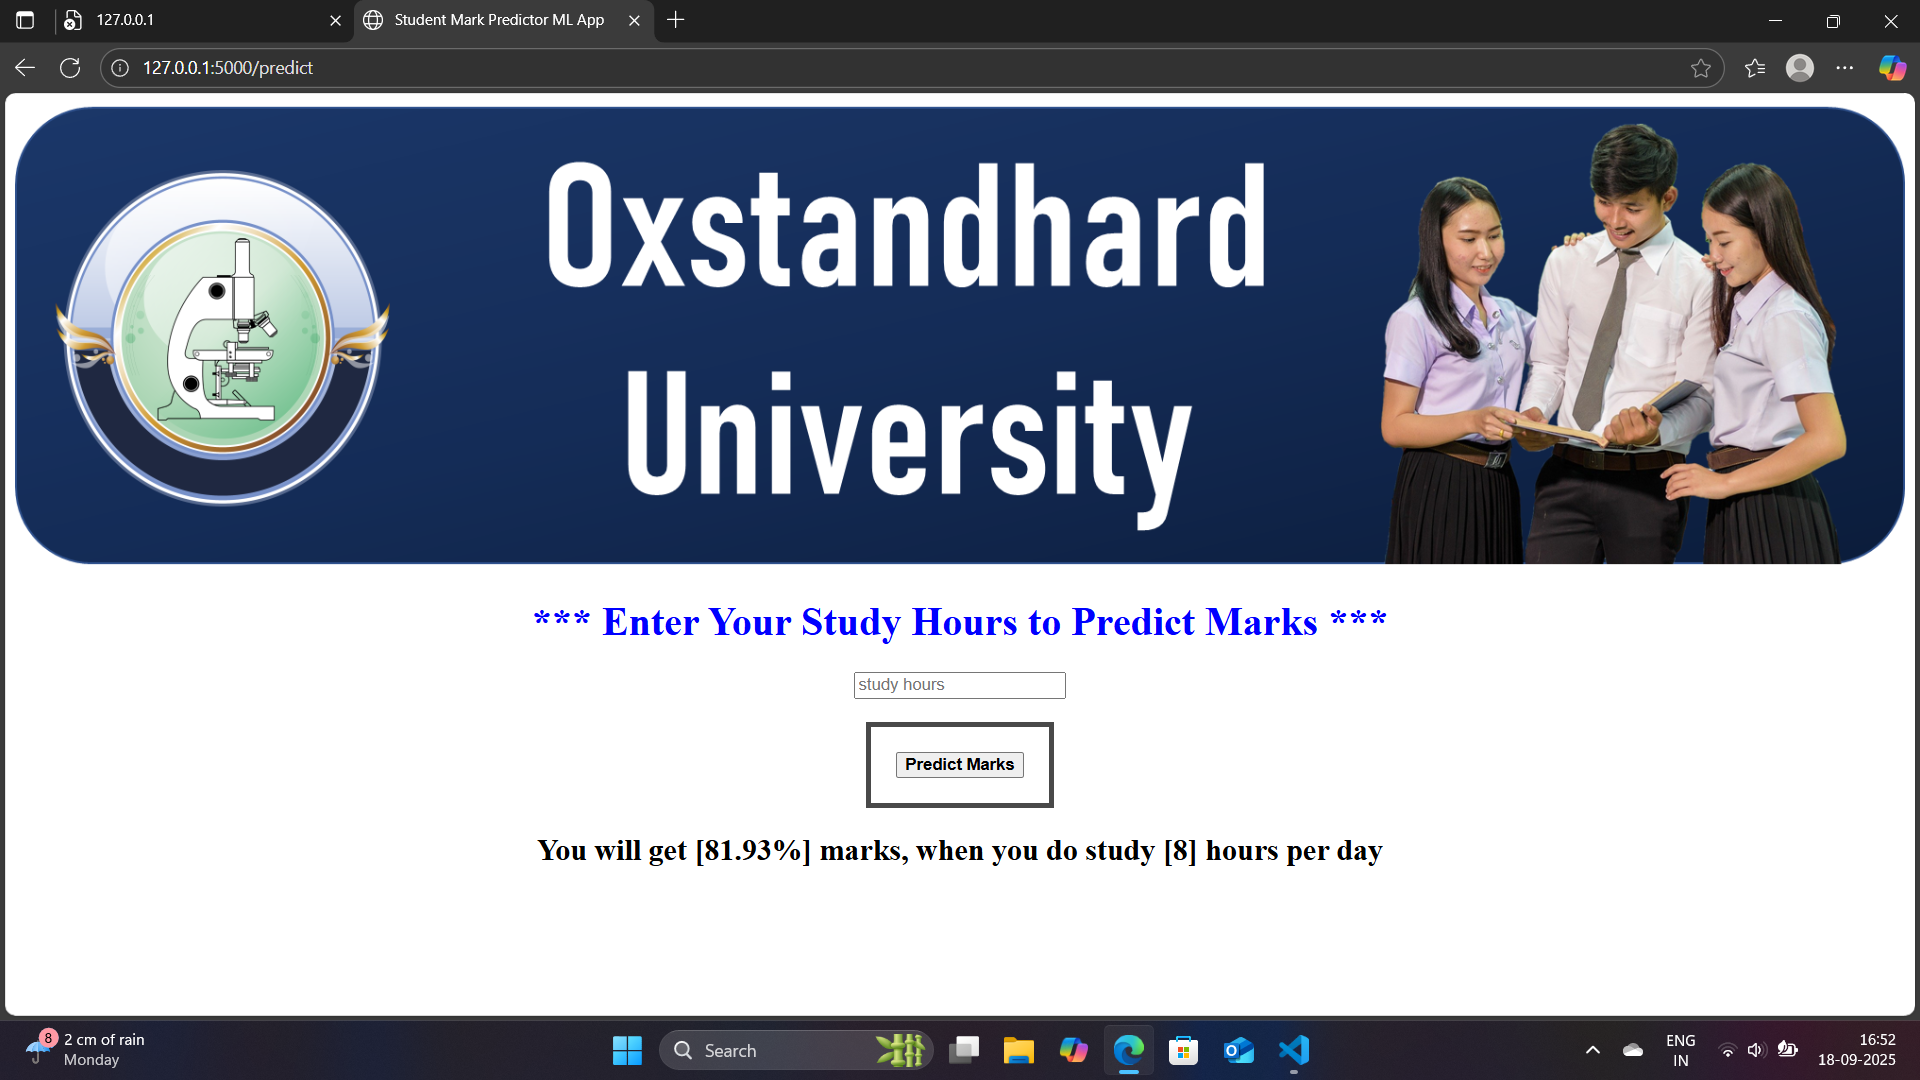 127.0.0.1
Student Mark Predictor ML App
127.0.0.1:5000/predict
Oxstandhard
University
*** Enter Your Study Hours to Predict Marks ***
study hours
Predict Marks
You will get [81.93%] marks, when you do study [8] hours per day
8
2 cm of rain
Monday
Search
ENG
IN
16:52
18-09-2025